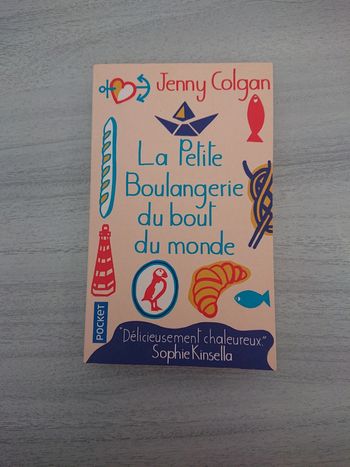 Jenny Colgan
La Petite
Boulangerie
du bout
du monde
POCKET
"Délicieusement chaleureux."
Sophie Kinsella